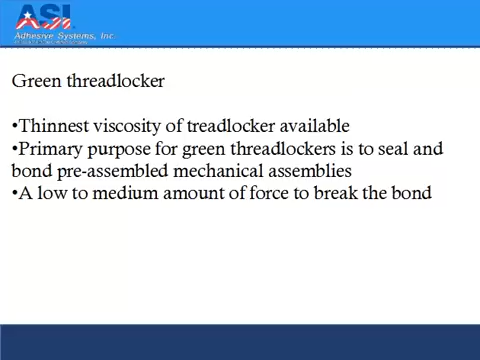 ASI
Adhesive Systems, Inc.
Green threadlocker
•Thinnest viscosity of treadlocker available
•Primary purpose for green threadlockers is to seal and
bond pre-assembled mechanical assemblies
•A low to medium amount of force to break the bond